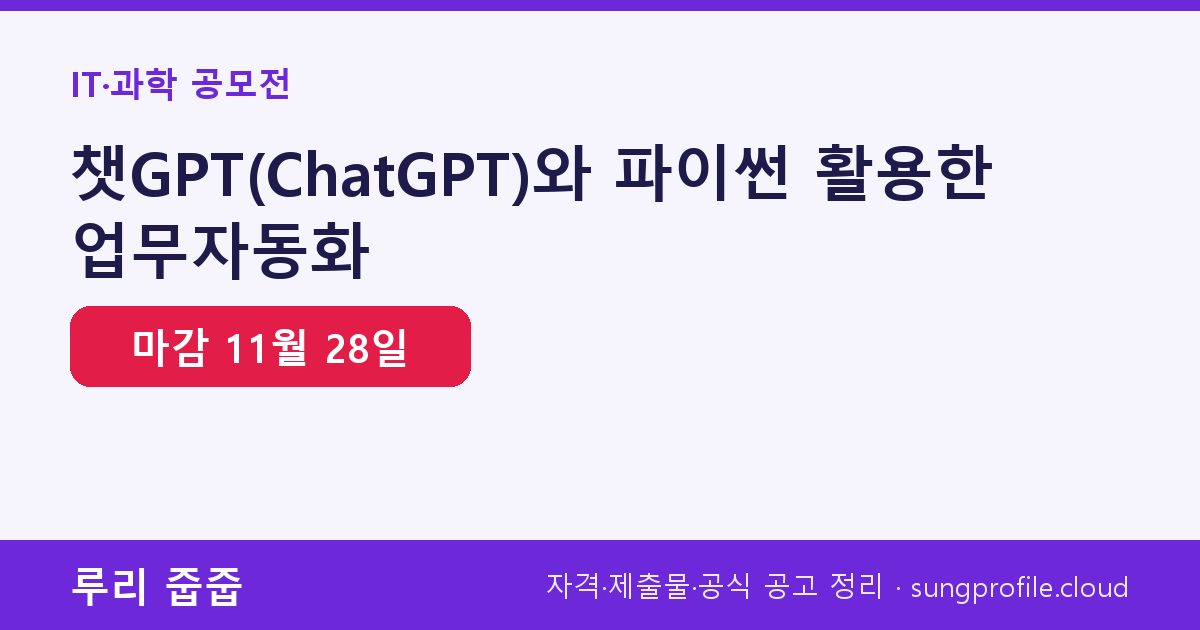 IT·과학 공모전
챗GPT(ChatGPT)와 파이썬 활용한
업무자동화
마감 11월 28일
루리 줍줍
자격·제출물·공식 공고 정리 · sungprofile.cloud